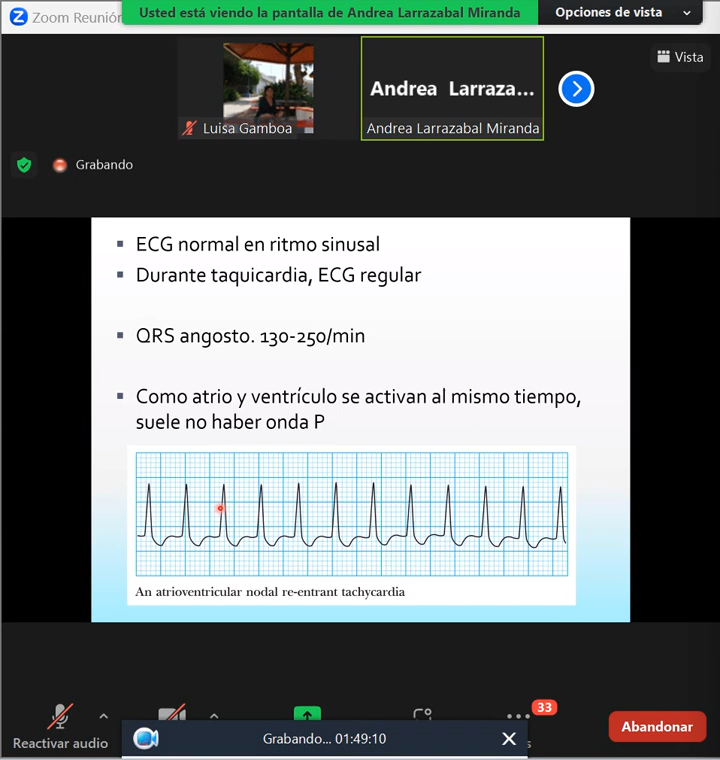 Zoom Reunión
Usted está viendo la pantalla de Andrea Larrazabal Miranda
Opciones de vista
Vista
Andrea Larraza...
Luisa Gamboa
Andrea Larrazabal Miranda
Grabando
ECG normal en ritmo sinusal
Durante taquicardia, ECG regular
QRS angosto. 130-250/min
Como atrio y ventrículo se activan al mismo tiempo,
suele no haber onda P
An atrioventricular nodal re-entrant tachycardia
33
Abandonar
Reactivar audio
Grabando... 01:49:10